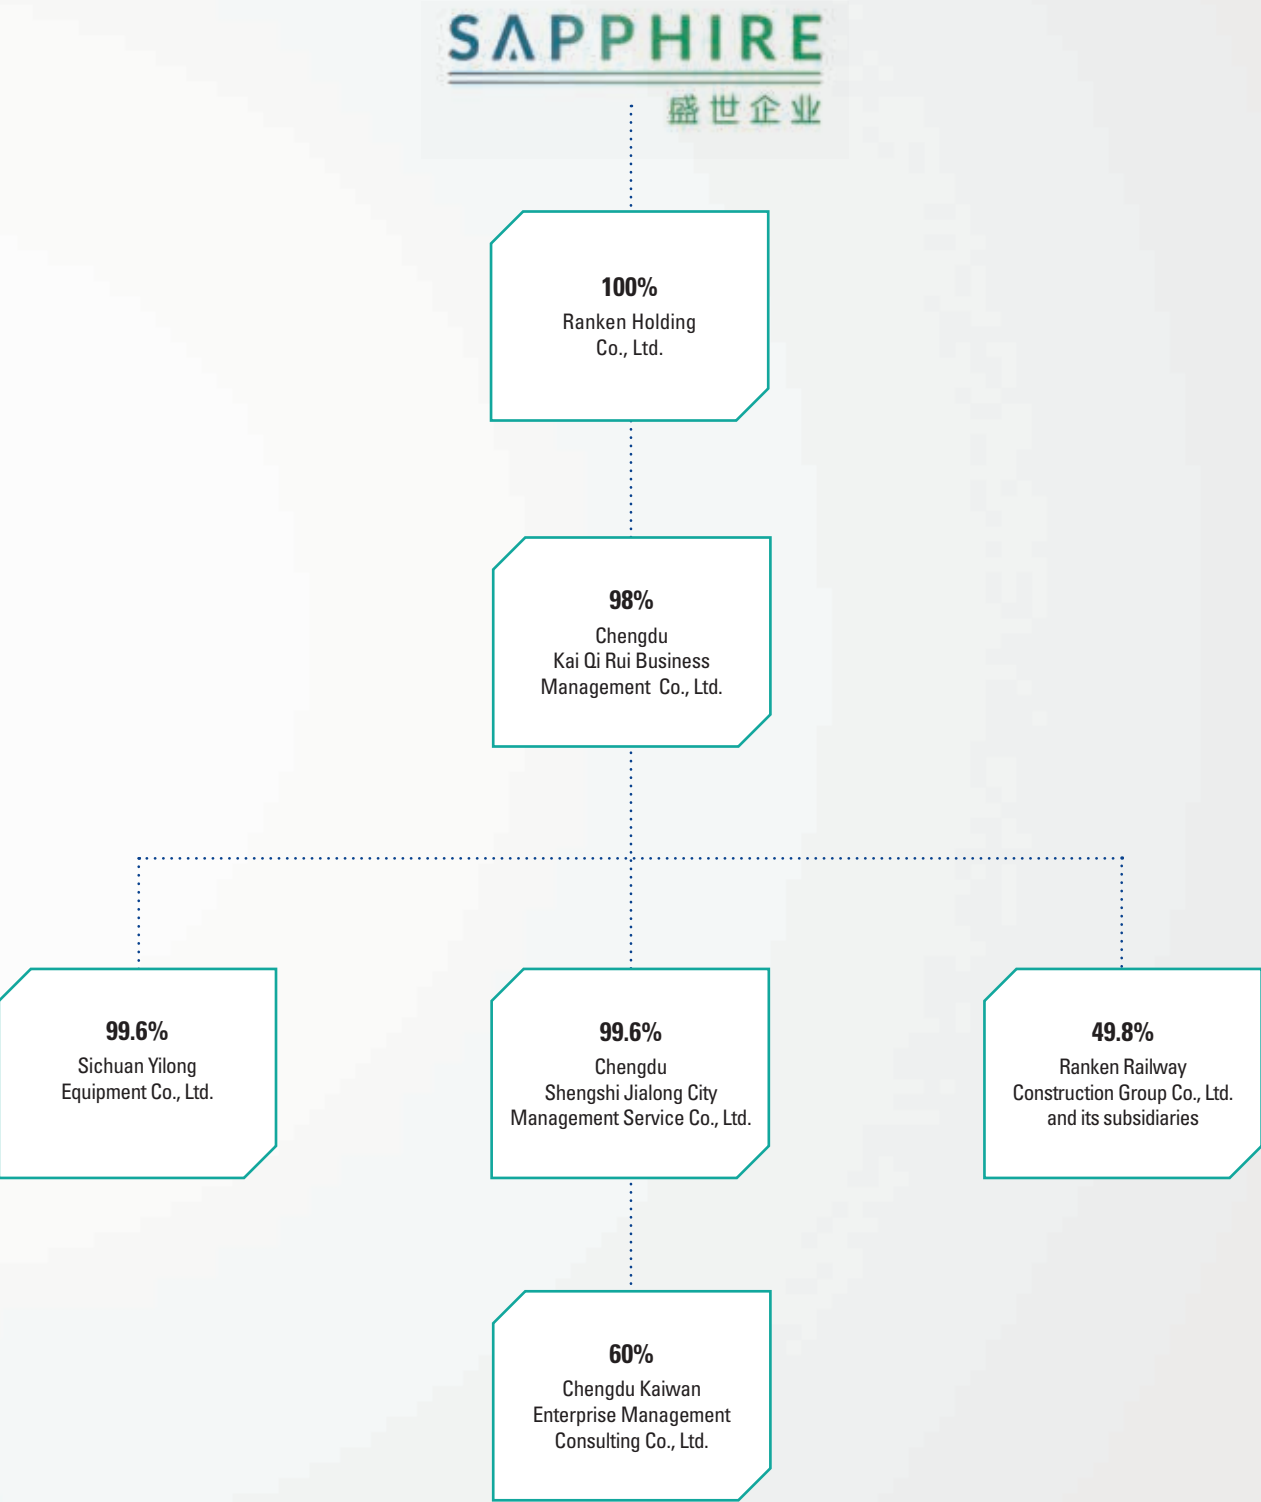 SAPPHIRE
盛世企业
100%
Ranken Holding
Co., Ltd.
98%
Chengdu
Kai Qi Rui Business
Management Co., Ltd.
99.6%
Sichuan Yilong
Equipment Co., Ltd.
99.6%
Chengdu
Shengshi Jialong City
Management Service Co., Ltd.
49.8%
Ranken Railway
Construction Group Co., Ltd.
and its subsidiaries
60%
Chengdu Kaiwan
Enterprise Management
Consulting Co., Ltd.